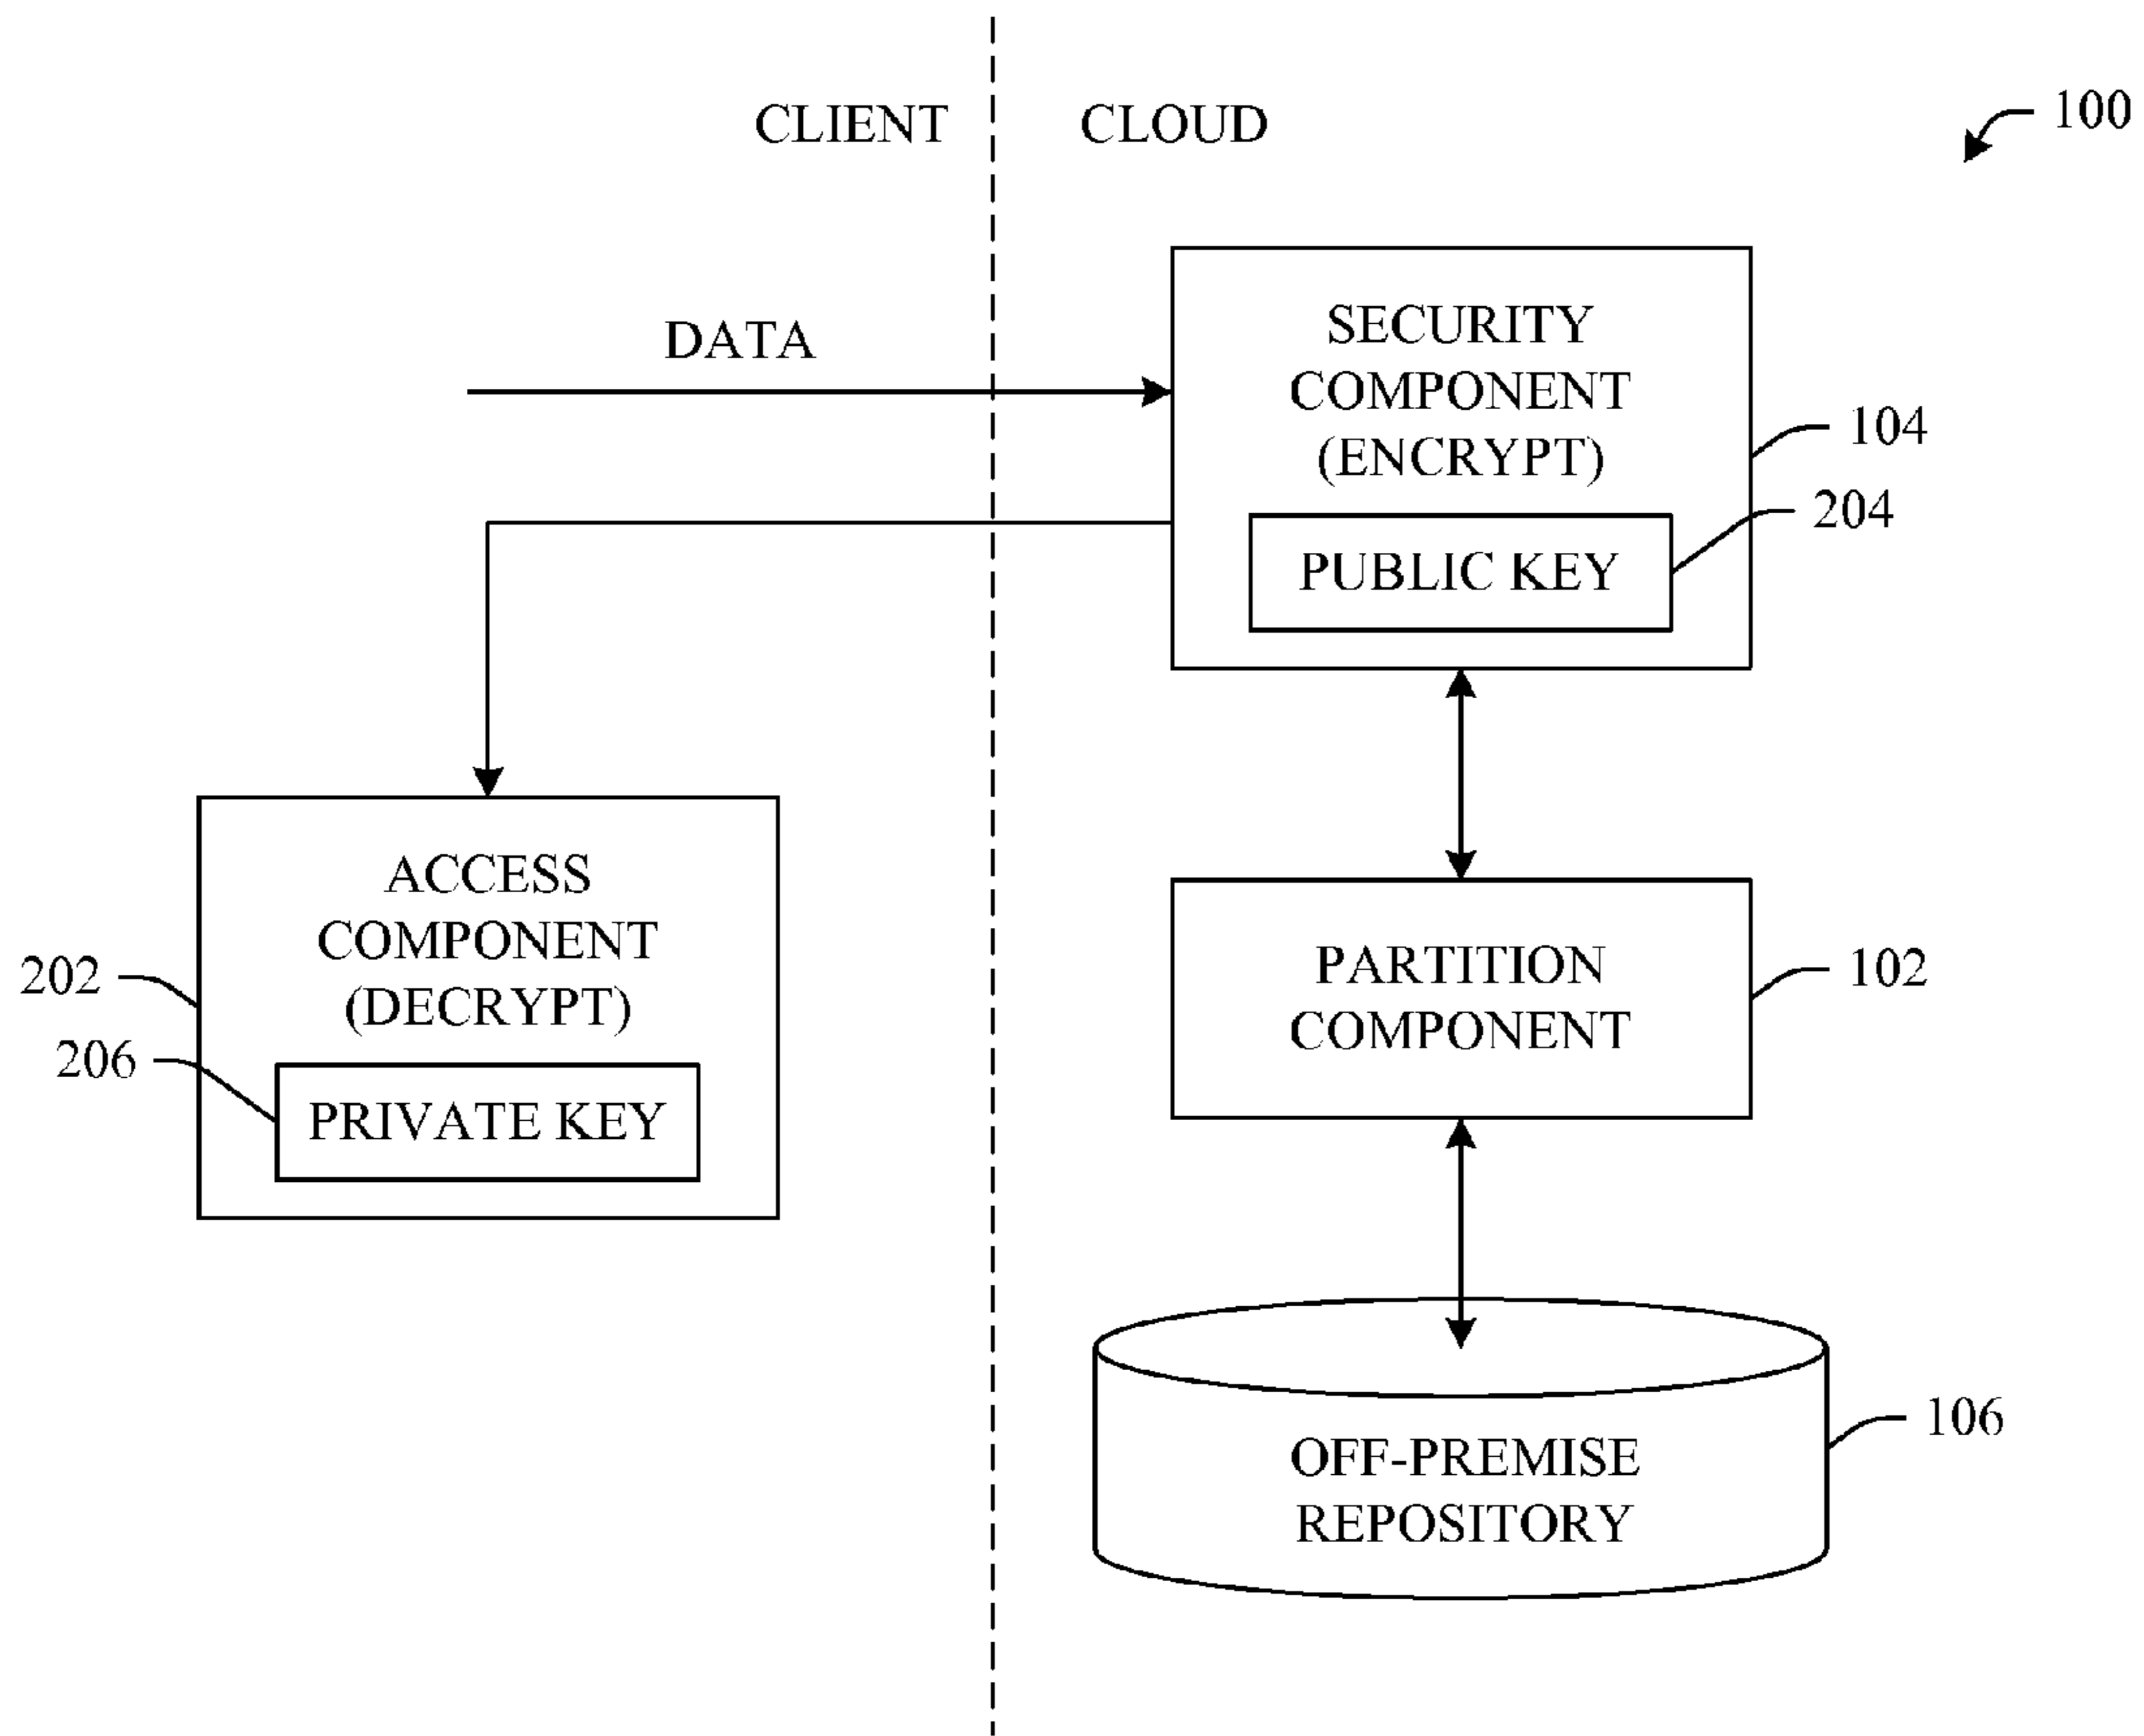 CLIENT
CLOUD
100
DATA
SECURITY
COMPONENT
(ENCRYPT)
104
204
PUBLIC KEY
ACCESS
COMPONENT
(DECRYPT)
202
206
PRIVATE KEY
PARTITION
COMPONENT
102
OFF-PREMISE
REPOSITORY
106